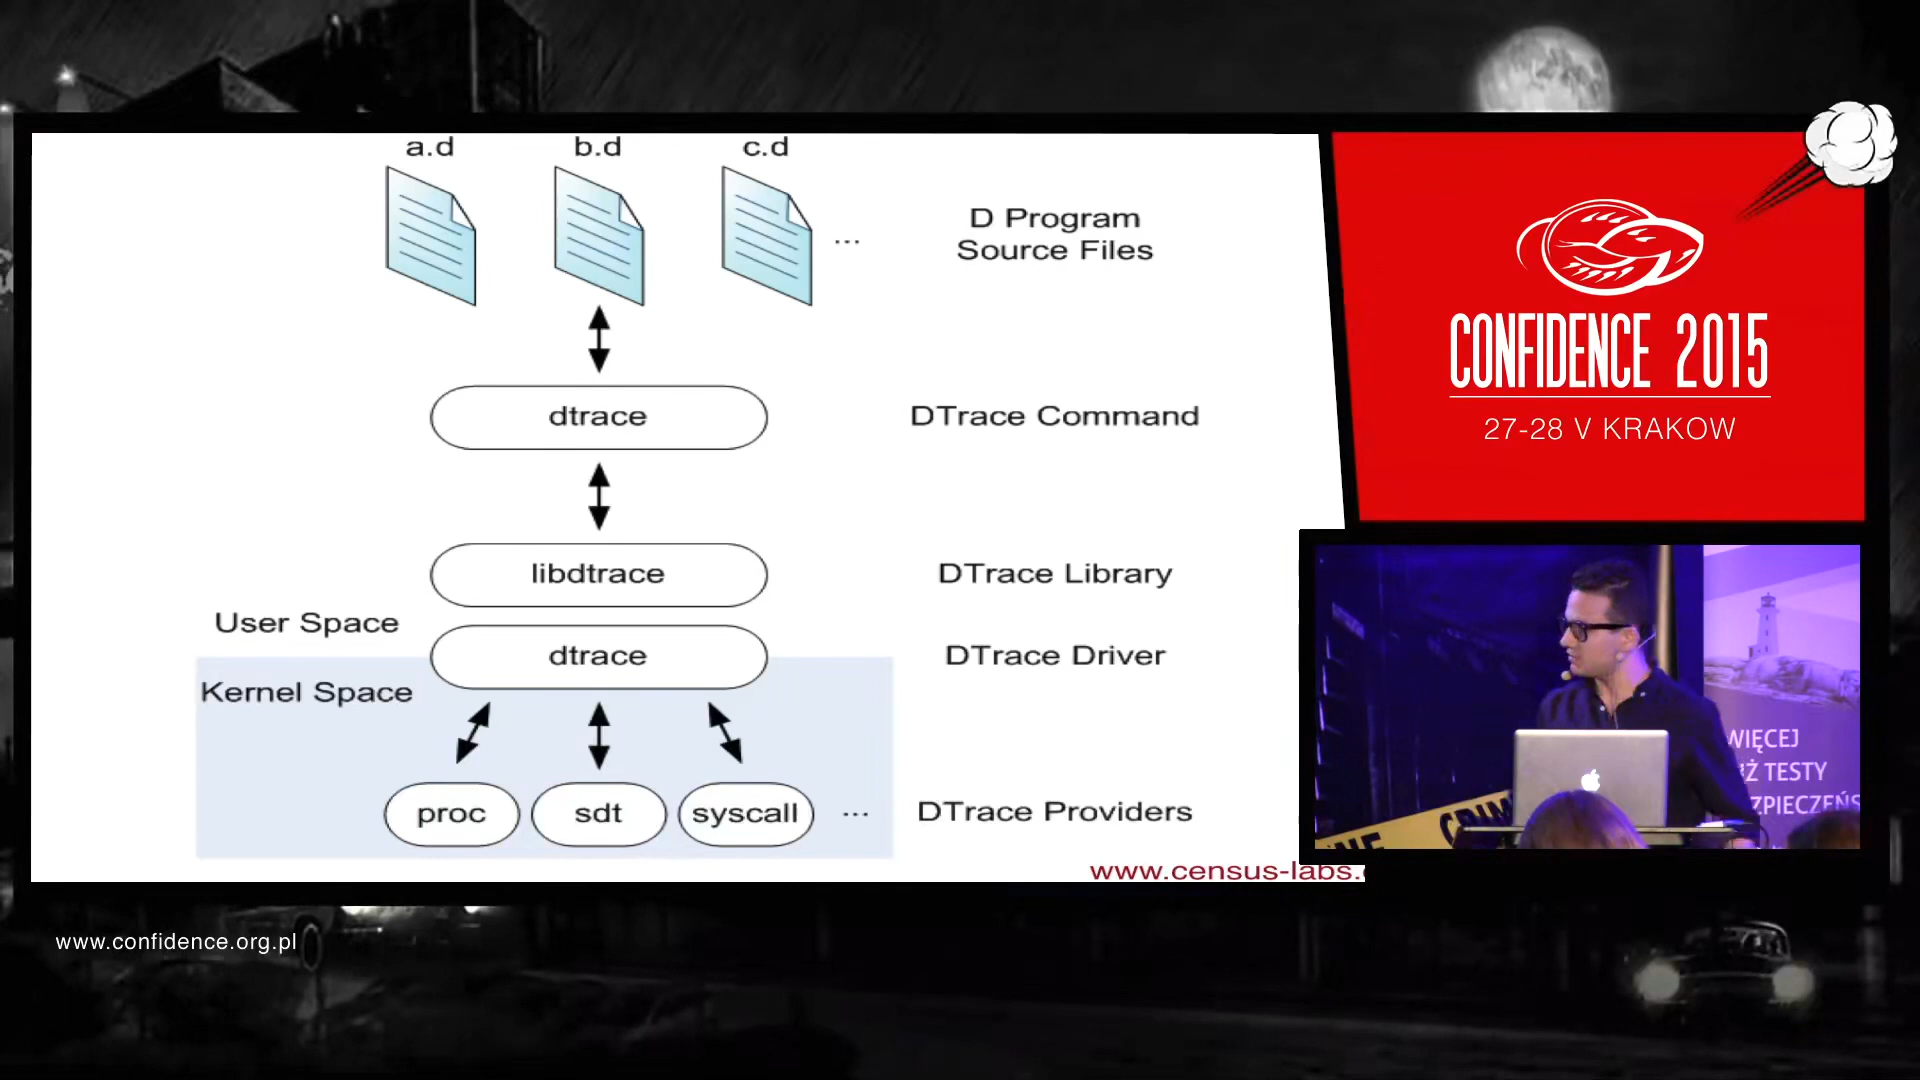 a.d b.d c.d
...
D Program
Source Files
dtrace
DTrace Command
libdtrace
DTrace Library
User Space
dtrace
DTrace Driver
Kernel Space
proc sdt syscall ...
DTrace Providers
www.census-labs.
CONFIDENCE 2015
27-28 V KRAKOW
WIĘCEJ
TESTY
www.confidence.org.pl